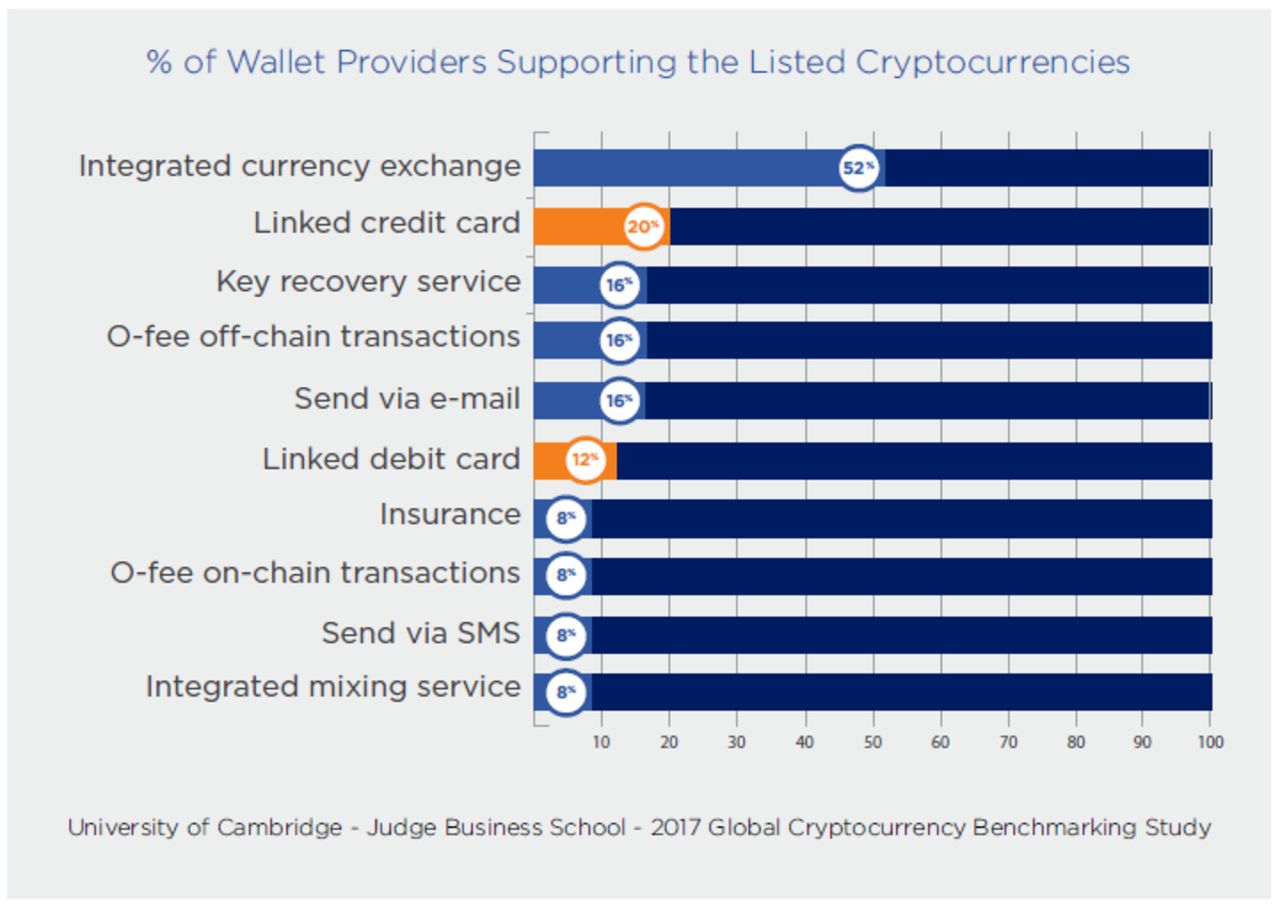 % of Wallet Providers Supporting the Listed Cryptocurrencies
Integrated currency exchange 52%
Linked credit card 20%
Key recovery service 16%
O-fee off-chain transactions 16%
Send via e-mail 16%
Linked debit card 12%
Insurance 8%
O-fee on-chain transactions 8%
Send via SMS 8%
Integrated mixing service 8%
10 20 30 40 50 60 70 80 90 100
University of Cambridge - Judge Business School - 2017 Global Cryptocurrency Benchmarking Study